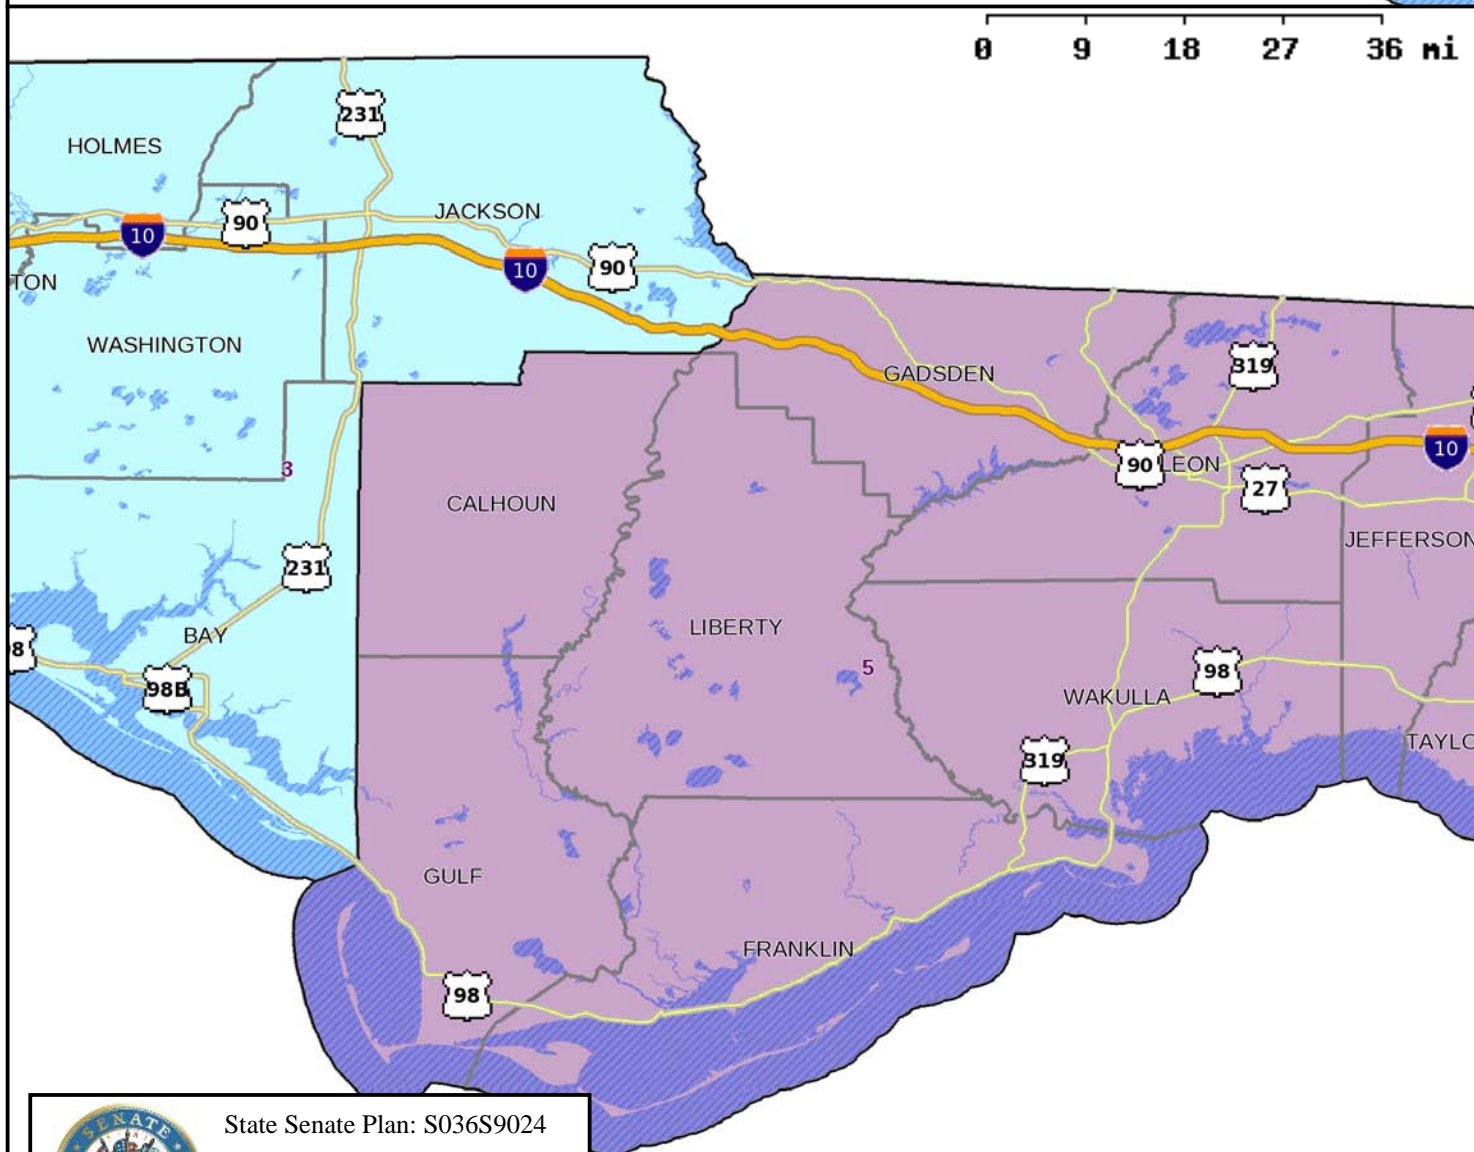 0 9 18 27 36 mi
231
HOLMES
90
JACKSON
10
TON
10
90
WASHINGTON
319
GADSDEN
3
90
LEON
10
CALHOUN
27
JEFFERSON
231
BAY
LIBERTY
98B
5
98
WAKULLA
319
TAYLO
GULF
FRANKLIN
98
SENATE
State Senate Plan: S036S9024